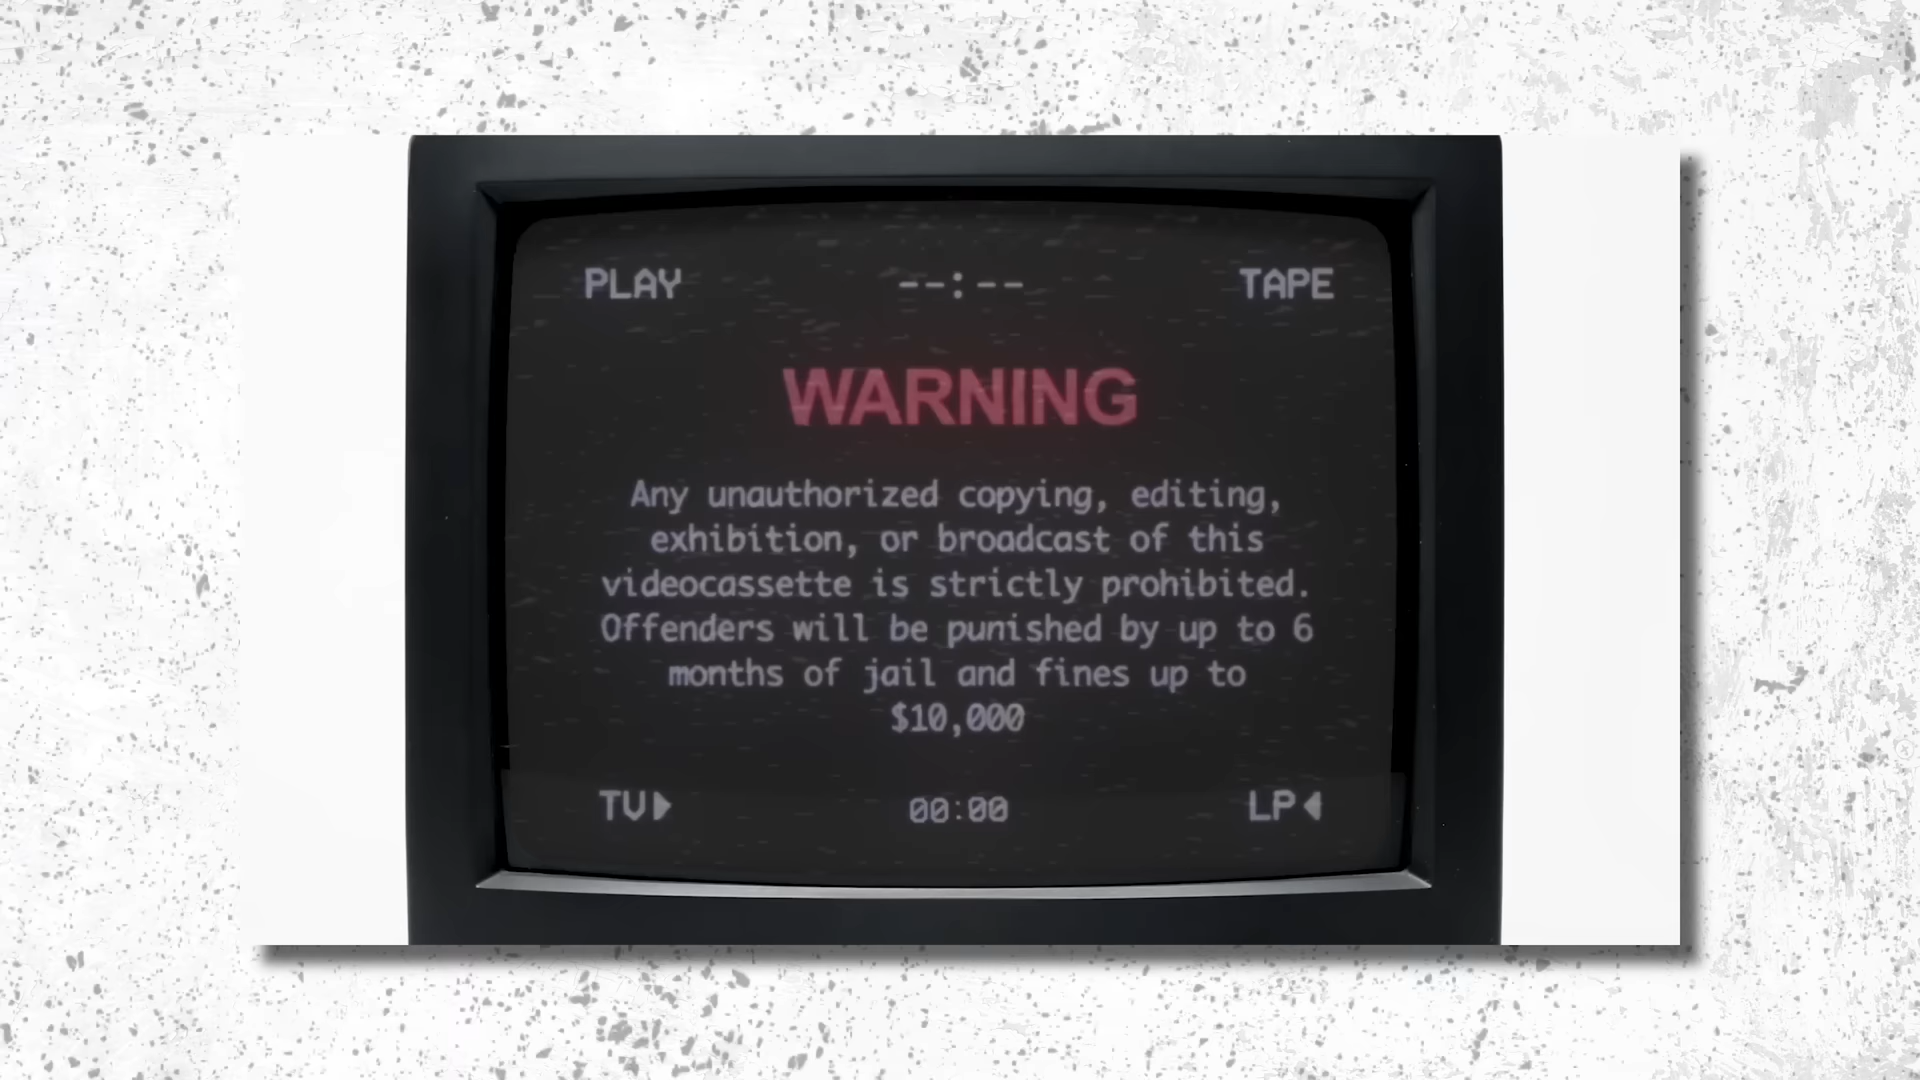 PLAY --:-- TAPE
WARNING
Any unauthorized copying, editing,
exhibition, or broadcast of this
videocassette is strictly prohibited.
Offenders will be punished by up to 6
months of jail and fines up to
$10,000
TV▶ 00:00 LP◀